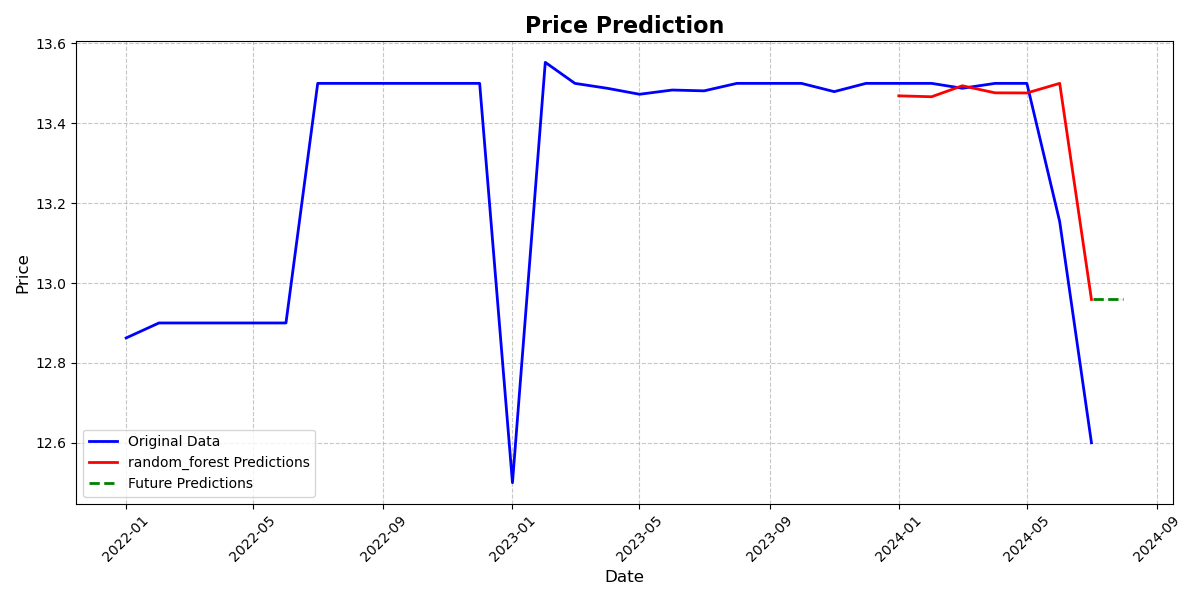 Price Prediction
13.6
13.4
13.2
13.0
12.8
12.6
Price
Original Data
random_forest Predictions
Future Predictions
2022-01
2022-05
2022-09
2023-01
2023-05
2023-09
2024-01
2024-05
2024-09
Date